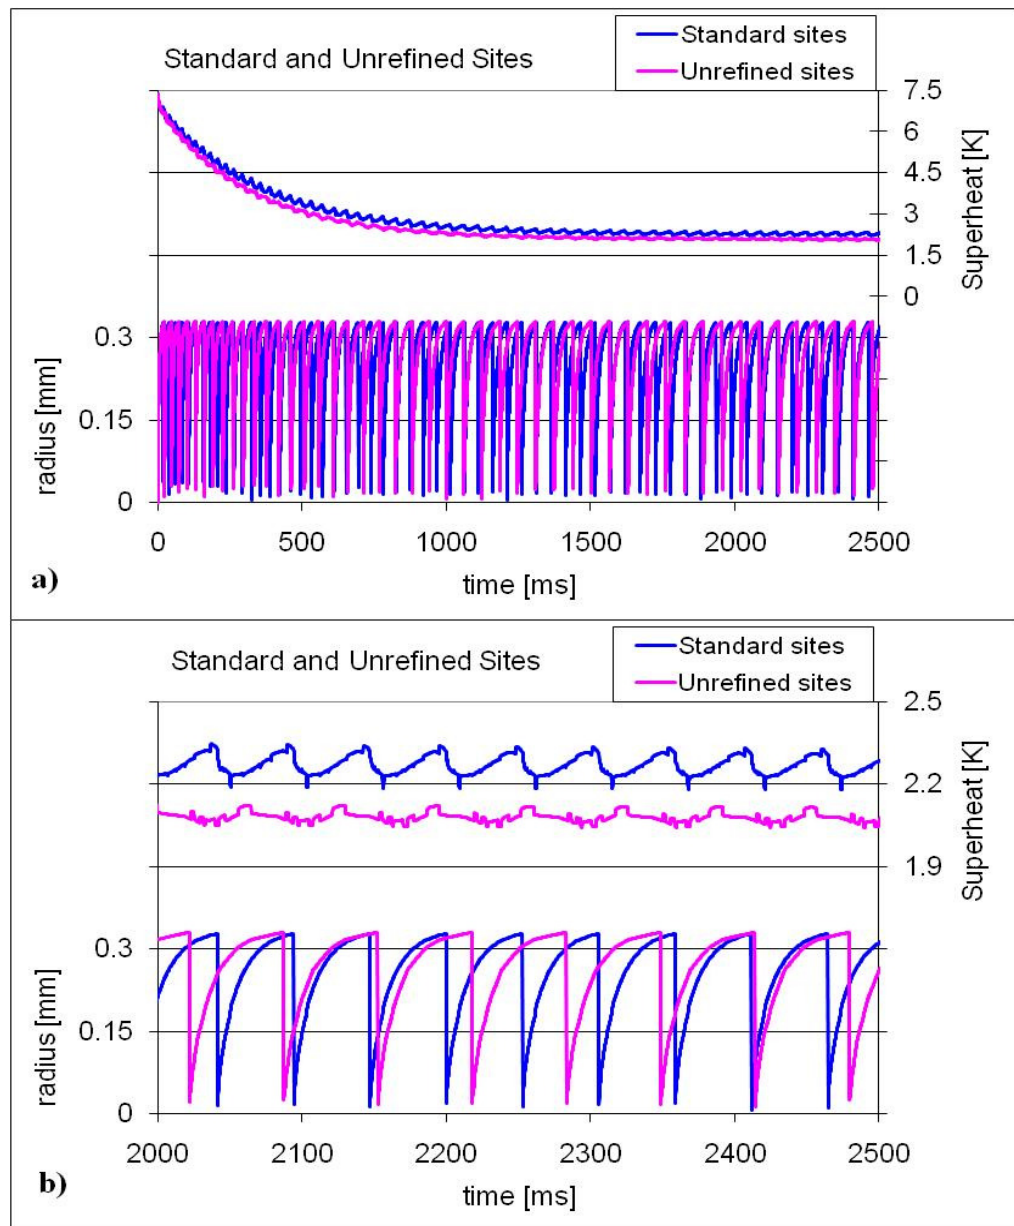 Standard and Unrefined Sites
Standard sites
Unrefined sites
7.5
6
4.5
3
1.5
0
Superheat [K]
0.3
0.15
0
radius [mm]
0 500 1000 1500 2000 2500
time [ms]
a)
Standard and Unrefined Sites
Standard sites
Unrefined sites
2.5
2.2
1.9
Superheat [K]
0.3
0.15
0
radius [mm]
2000 2100 2200 2300 2400 2500
time [ms]
b)